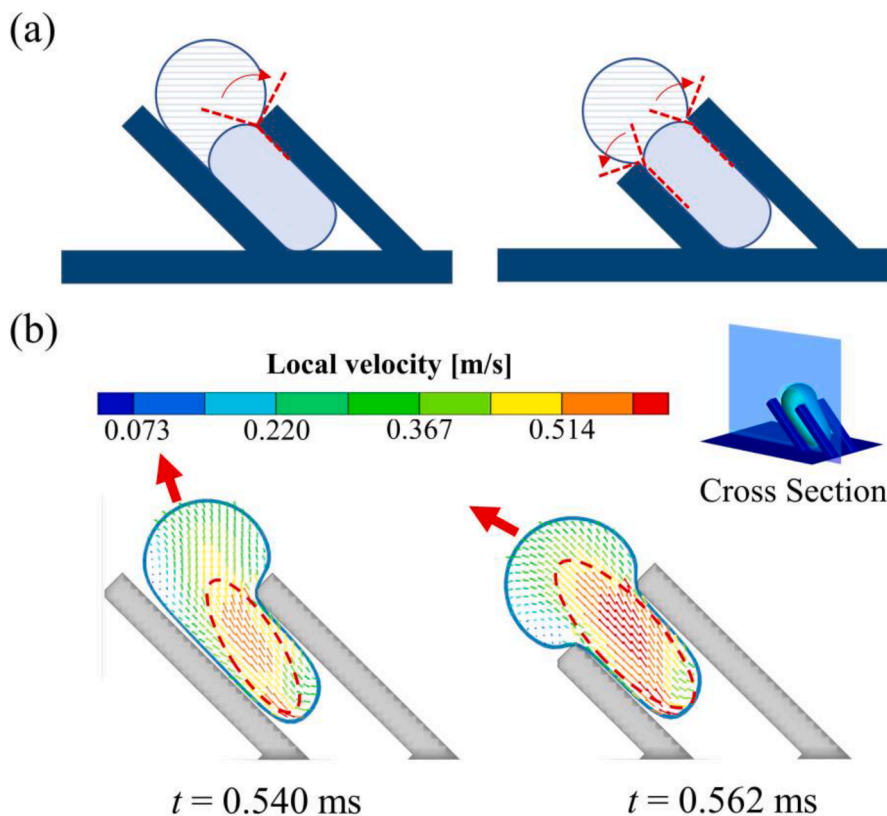 (a)
(b)
Local velocity [m/s]
0.073 0.220 0.367 0.514
Cross Section
t = 0.540 ms
t = 0.562 ms